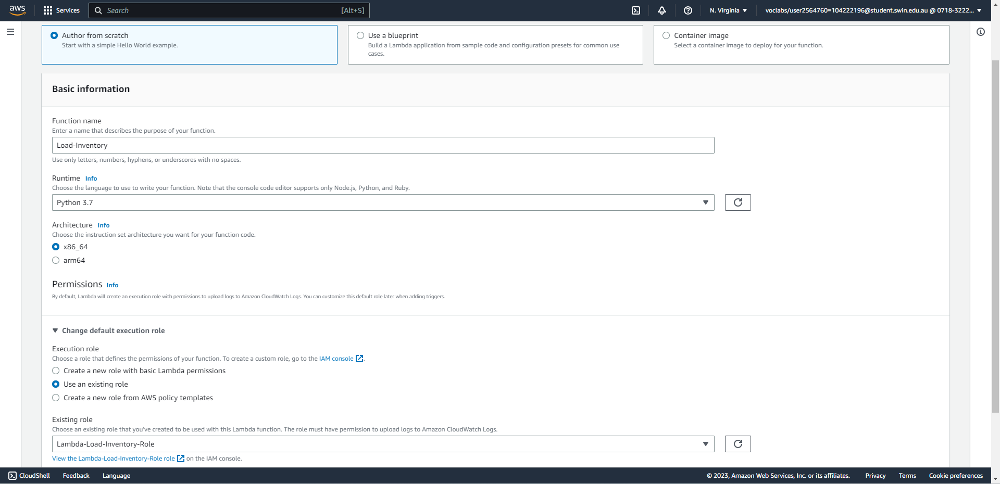 aws
Services
Search
[Alt+S]
N. Virginia
voclabs/user2564760=104222196@student.swin.edu.au @ 0718-3222...
Author from scratch
Start with a simple Hello World example.
Use a blueprint
Build a Lambda application from sample code and configuration presets for common use
cases.
Container image
Select a container image to deploy for your function.
Basic information
Function name
Enter a name that describes the purpose of your function.
Load-Inventory
Use only letters, numbers, hyphens, or underscores with no spaces.
Runtime Info
Choose the language to use to write your function. Note that the console code editor supports only Node.js, Python, and Ruby.
Python 3.7
Architecture Info
Choose the instruction set architecture you want for your function code.
x86_64
arm64
Permissions Info
By default, Lambda will create an execution role with permissions to upload logs to Amazon CloudWatch Logs. You can customize this default role later when adding triggers.
Change default execution role
Execution role
Choose a role that defines the permissions of your function. To create a custom role, go to the IAM console.
Create a new role with basic Lambda permissions
Use an existing role
Create a new role from AWS policy templates
Existing role
Choose an existing role that you've created to be used with this Lambda function. The role must have permission to upload logs to Amazon CloudWatch Logs.
Lambda-Load-Inventory-Role
View the Lambda-Load-Inventory-Role role on the IAM console.
CloudShell
Feedback
Language
© 2023, Amazon Web Services, Inc. or its affiliates.
Privacy
Terms
Cookie preferences